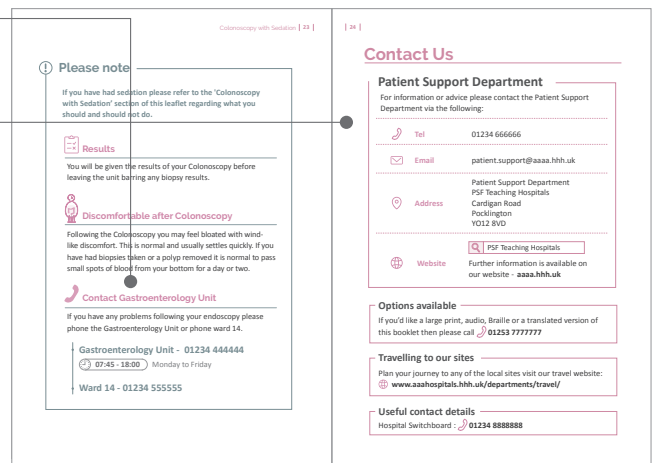 Colonoscopy with Sedation | 23 |
Please note
If you have had sedation please refer to the 'Colonoscopy
with Sedation' section of this leaflet regarding what you
should and should not do.
Results
You will be given the results of your Colonoscopy before
leaving the unit barring any biopsy results.
Discomfortable after Colonoscopy
Following the Colonoscopy you may feel bloated with wind-
like discomfort. This is normal and usually settles quickly. If you
have had biopsies taken or a polyp removed it is normal to pass
small spots of blood from your bottom for a day or two.
Contact Gastroenterology Unit
If you have any problems following your endoscopy please
phone the Gastroenterology Unit or phone ward 14.
Gastroenterology Unit - 01234 444444
07:45 - 18:00 Monday to Friday
Ward 14 - 01234 555555
| 24 |
Contact Us
Patient Support Department
For information or advice please contact the Patient Support
Department via the following:
Tel 01234 666666
Email patient.support@aaaa.hhh.uk
Address Patient Support Department
PSF Teaching Hospitals
Cardigan Road
Pocklington
YO12 8VD
PSF Teaching Hospitals
Website Further information is available on
our website - aaaa.hhh.uk
Options available
If you'd like a large print, audio, Braille or a translated version of
this booklet then please call 01253 7777777
Travelling to our sites
Plan your journey to any of the local sites visit our travel website:
www.aaahospitals.hhh.uk/departments/travel/
Useful contact details
Hospital Switchboard : 01234 8888888